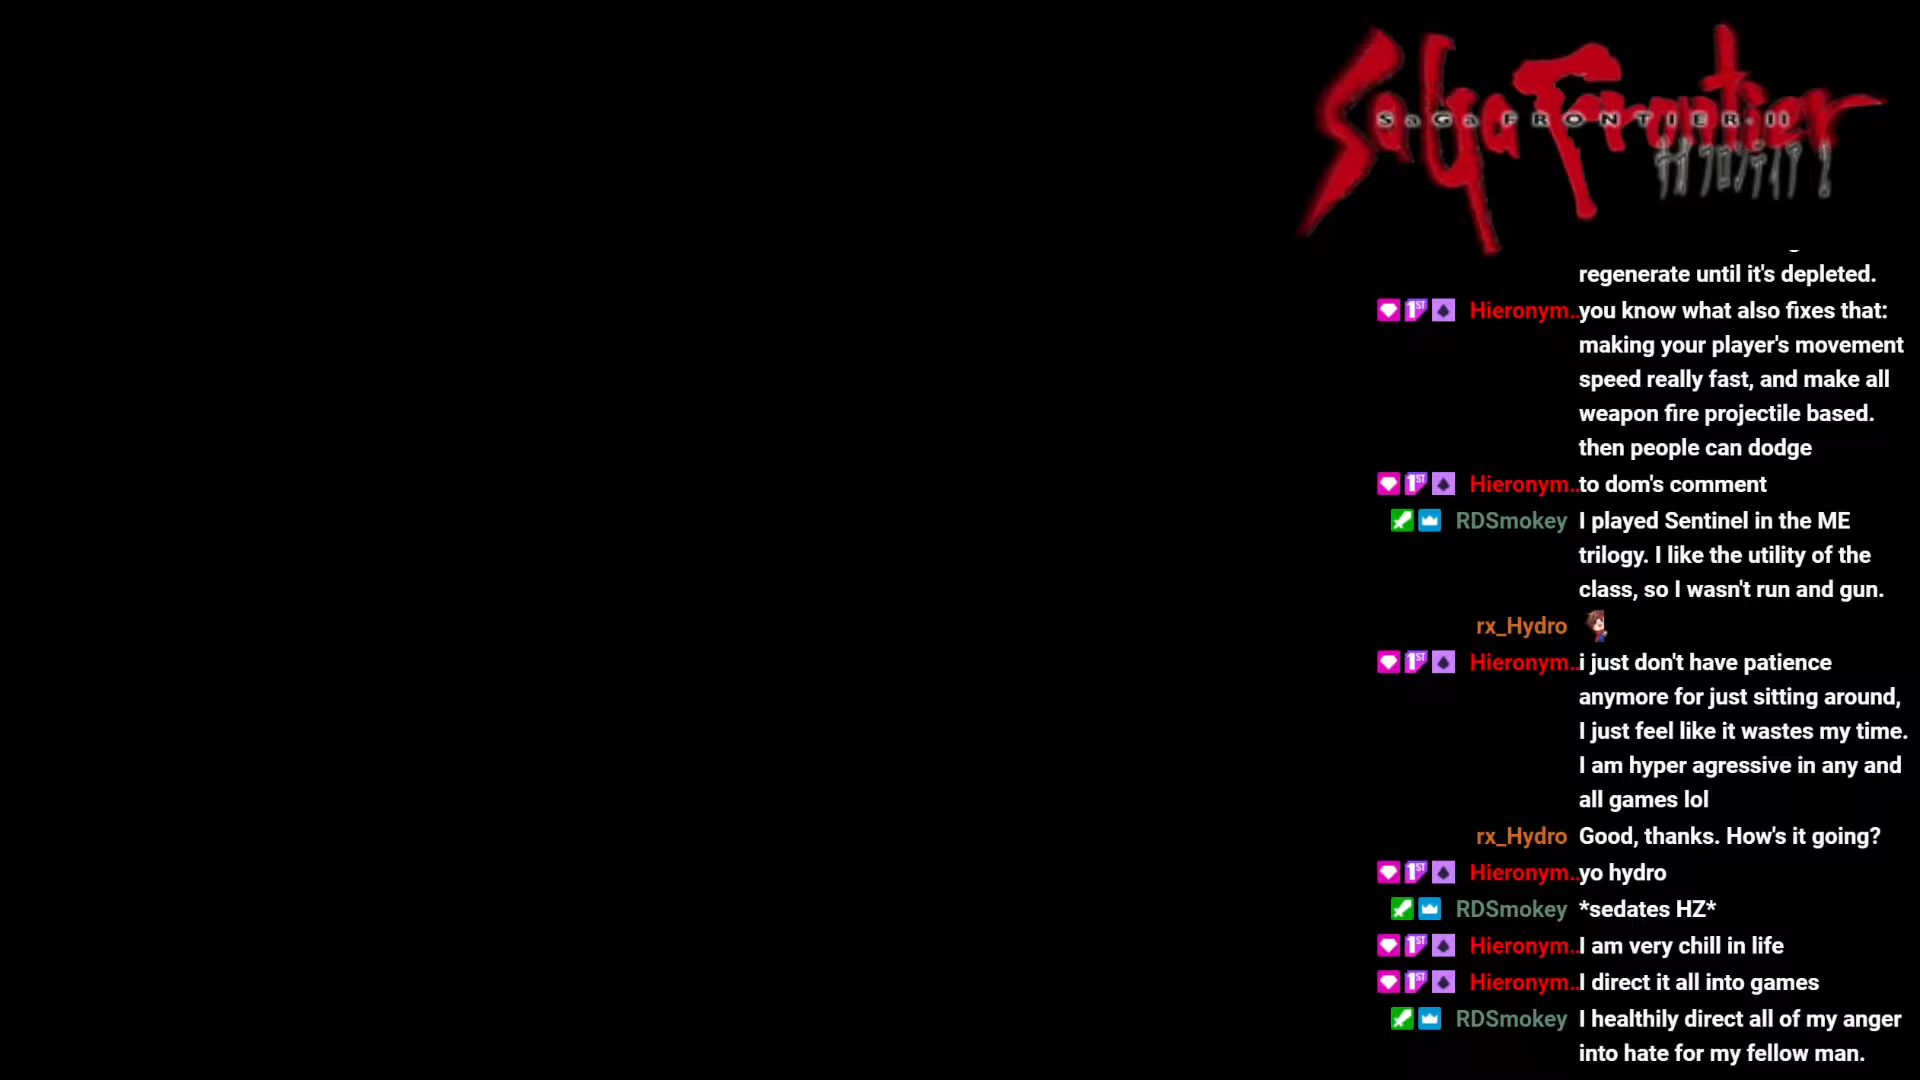 SaGa Frontier
SaGa FRONTIER II
regenerate until it's depleted.
Hieronym.. you know what also fixes that:
making your player's movement
speed really fast, and make all
weapon fire projectile based.
then people can dodge
Hieronym.. to dom's comment
RDSmokey I played Sentinel in the ME
trilogy. I like the utility of the
class, so I wasn't run and gun.
rx_Hydro
Hieronym.. i just don't have patience
anymore for just sitting around,
I just feel like it wastes my time.
I am hyper agressive in any and
all games lol
rx_Hydro Good, thanks. How's it going?
Hieronym.. yo hydro
RDSmokey *sedates HZ*
Hieronym.. I am very chill in life
Hieronym.. I direct it all into games
RDSmokey I healthily direct all of my anger
into hate for my fellow man.